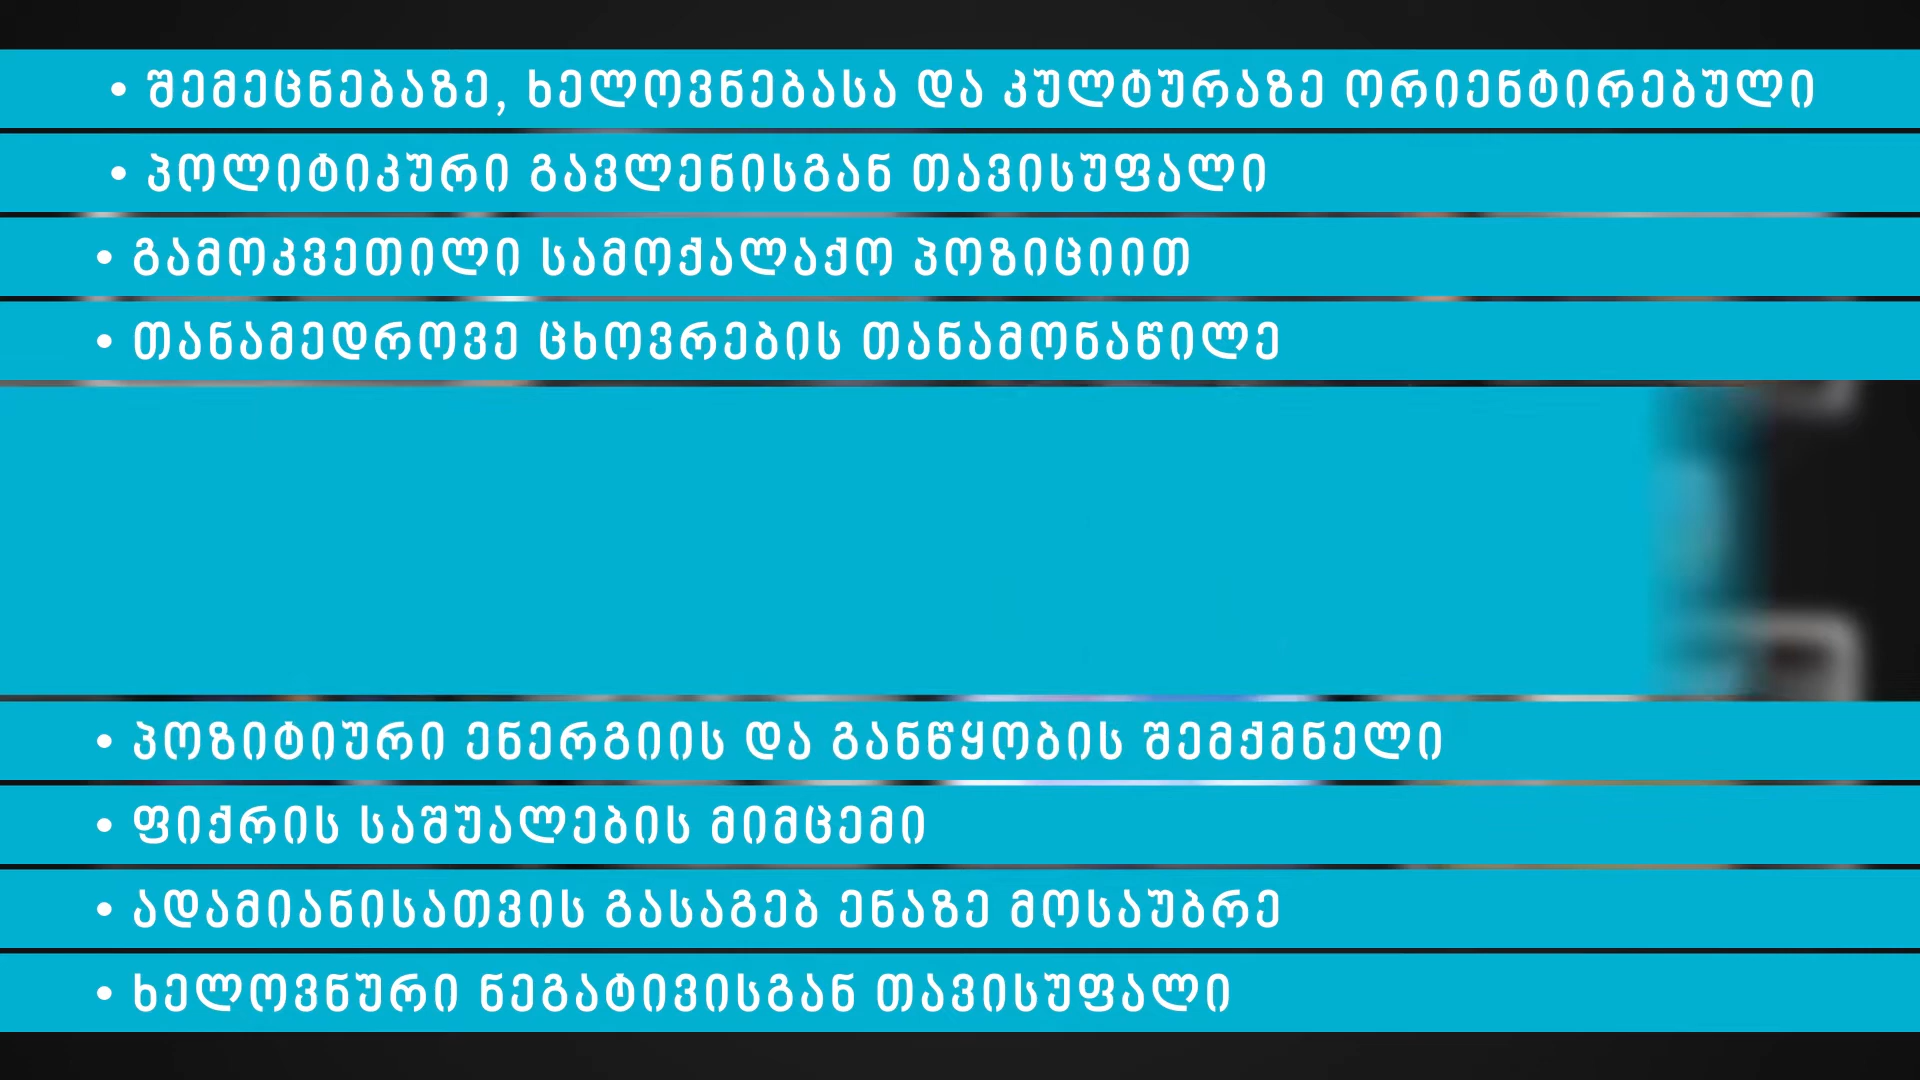 • შემეცნებაზე, ხელოვნებასა და კულტურაზე ორიენტირებული
• პოლიტიკური გავლენისგან თავისუფალი
• გამოკვეთილი სამოქალაქო პოზიციით
• თანამედროვე ცხოვრების თანამონაწილე
• პოზიტიური ენერგიის და განწყობის შემქმნელი
• ფიქრის საშუალების მიმცემი
• ადამიანისათვის გასაგებ ენაზე მოსაუბრე
• ხელოვნური ნეგატივისგან თავისუფალი